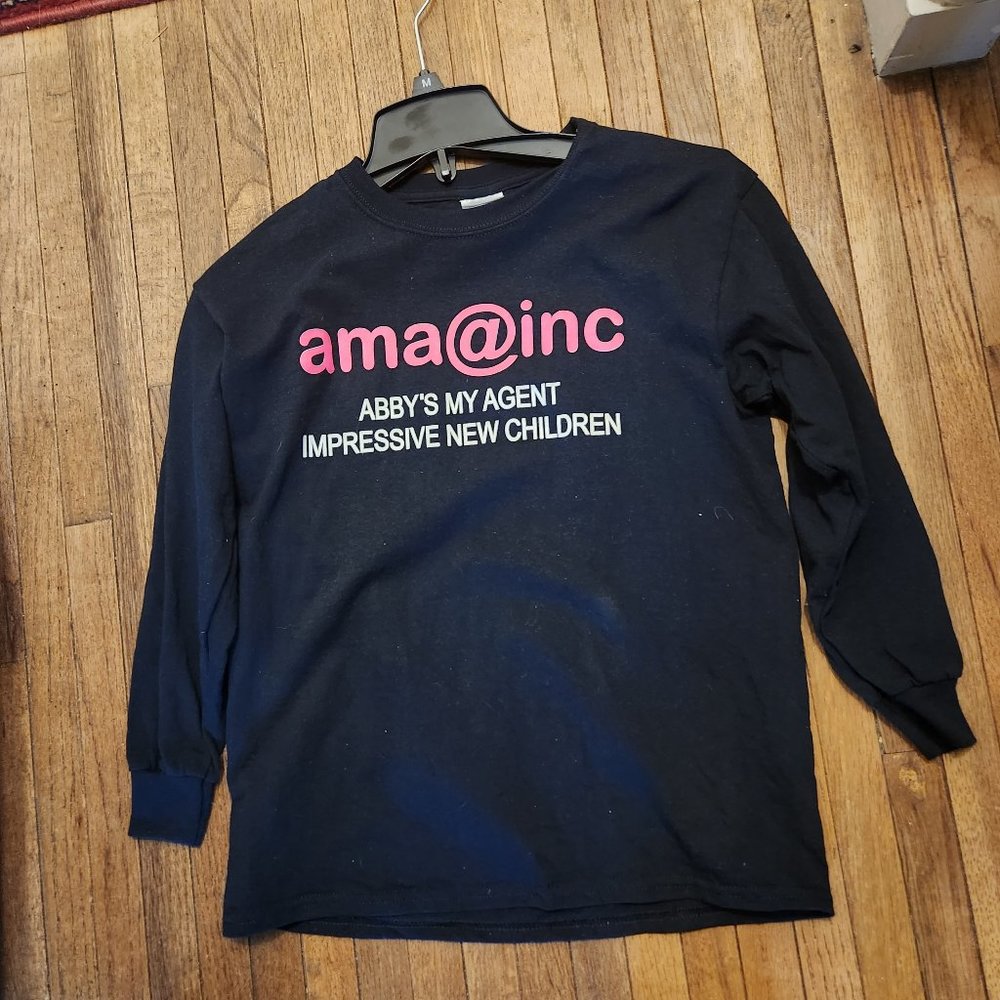 M
ama@inc
ABBY'S MY AGENT
IMPRESSIVE NEW CHILDREN